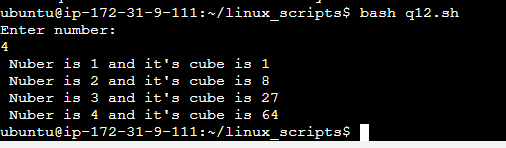 ubuntu@ip-172-31-9-111:~/linux_scripts$ bash q12.sh
Enter number:
4
 Nuber is 1 and it's cube is 1
 Nuber is 2 and it's cube is 8
 Nuber is 3 and it's cube is 27
 Nuber is 4 and it's cube is 64
ubuntu@ip-172-31-9-111:~/linux_scripts$